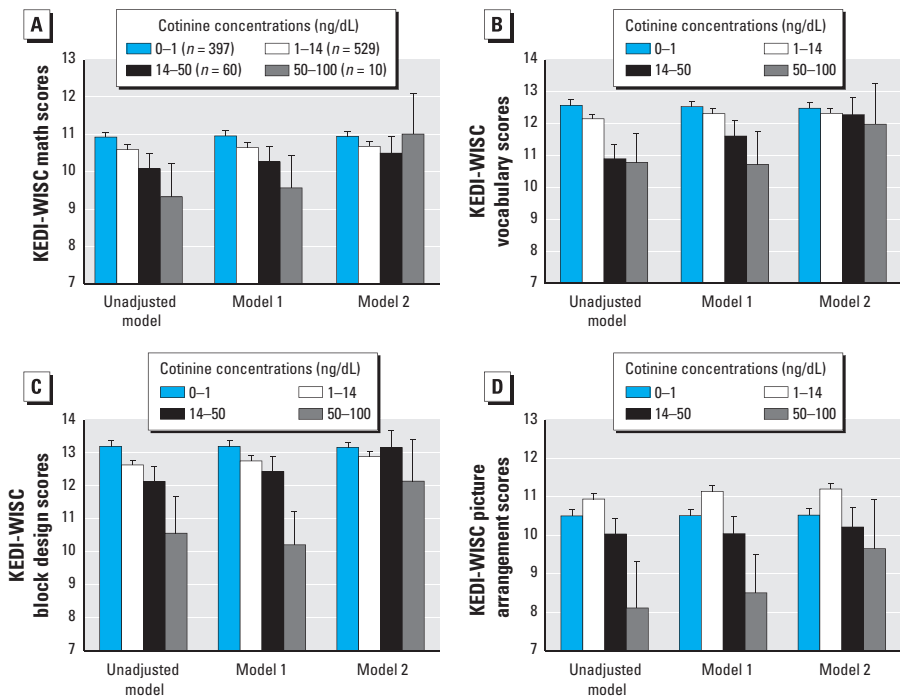 A
Cotinine concentrations (ng/dL)
0–1 (n = 397) 1–14 (n = 529)
14–50 (n = 60) 50–100 (n = 10)
KEDI-WISC math scores
13
12
11
10
9
8
7
Unadjusted model
Model 1
Model 2
B
Cotinine concentrations (ng/dL)
0–1 1–14
14–50 50–100
KEDI-WISC
vocabulary scores
14
13
12
11
10
12
11
7
Unadjusted
model
Model 1
Model 2
C
Cotinine concentrations (ng/dL)
0–1 1–14
14–50 50–100
KEDI-WISC
block design scores
14
13
12
11
10
9
8
7
Unadjusted
model
Model 1
Model 2
D
Cotinine concentrations (ng/dL)
0–1 1–14
14–50 50–100
KEDI-WISC picture
arrangement scores
13
12
11
10
9
8
7
Unadjusted
model
Model 1
Model 2